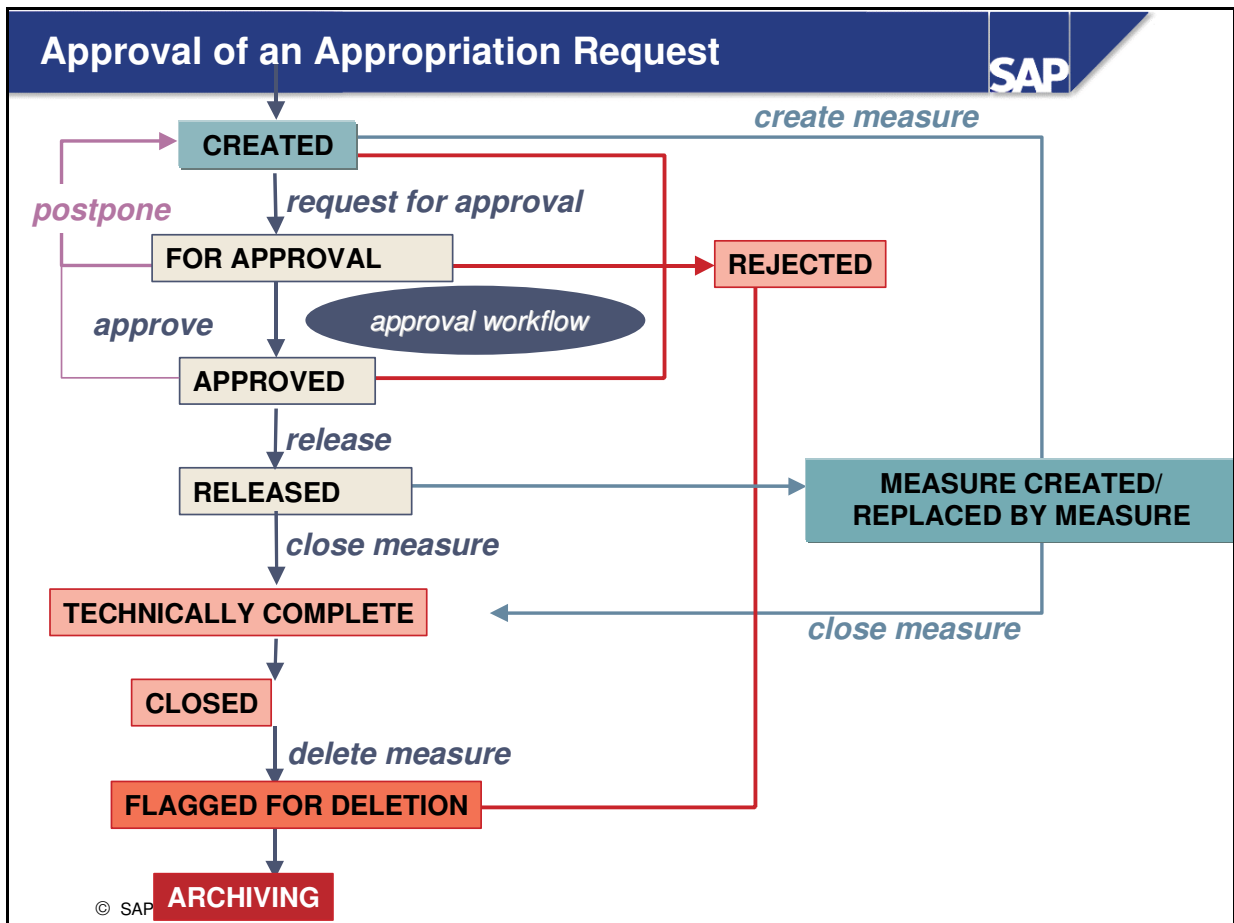 Approval of an Appropriation Request
SAP
create measure
CREATED
postpone
request for approval
FOR APPROVAL
REJECTED
approve
approval workflow
APPROVED
release
RELEASED
MEASURE CREATED/
REPLACED BY MEASURE
close measure
TECHNICALLY COMPLETE
close measure
CLOSED
delete measure
FLAGGED FOR DELETION
ARCHIVING
© SAP